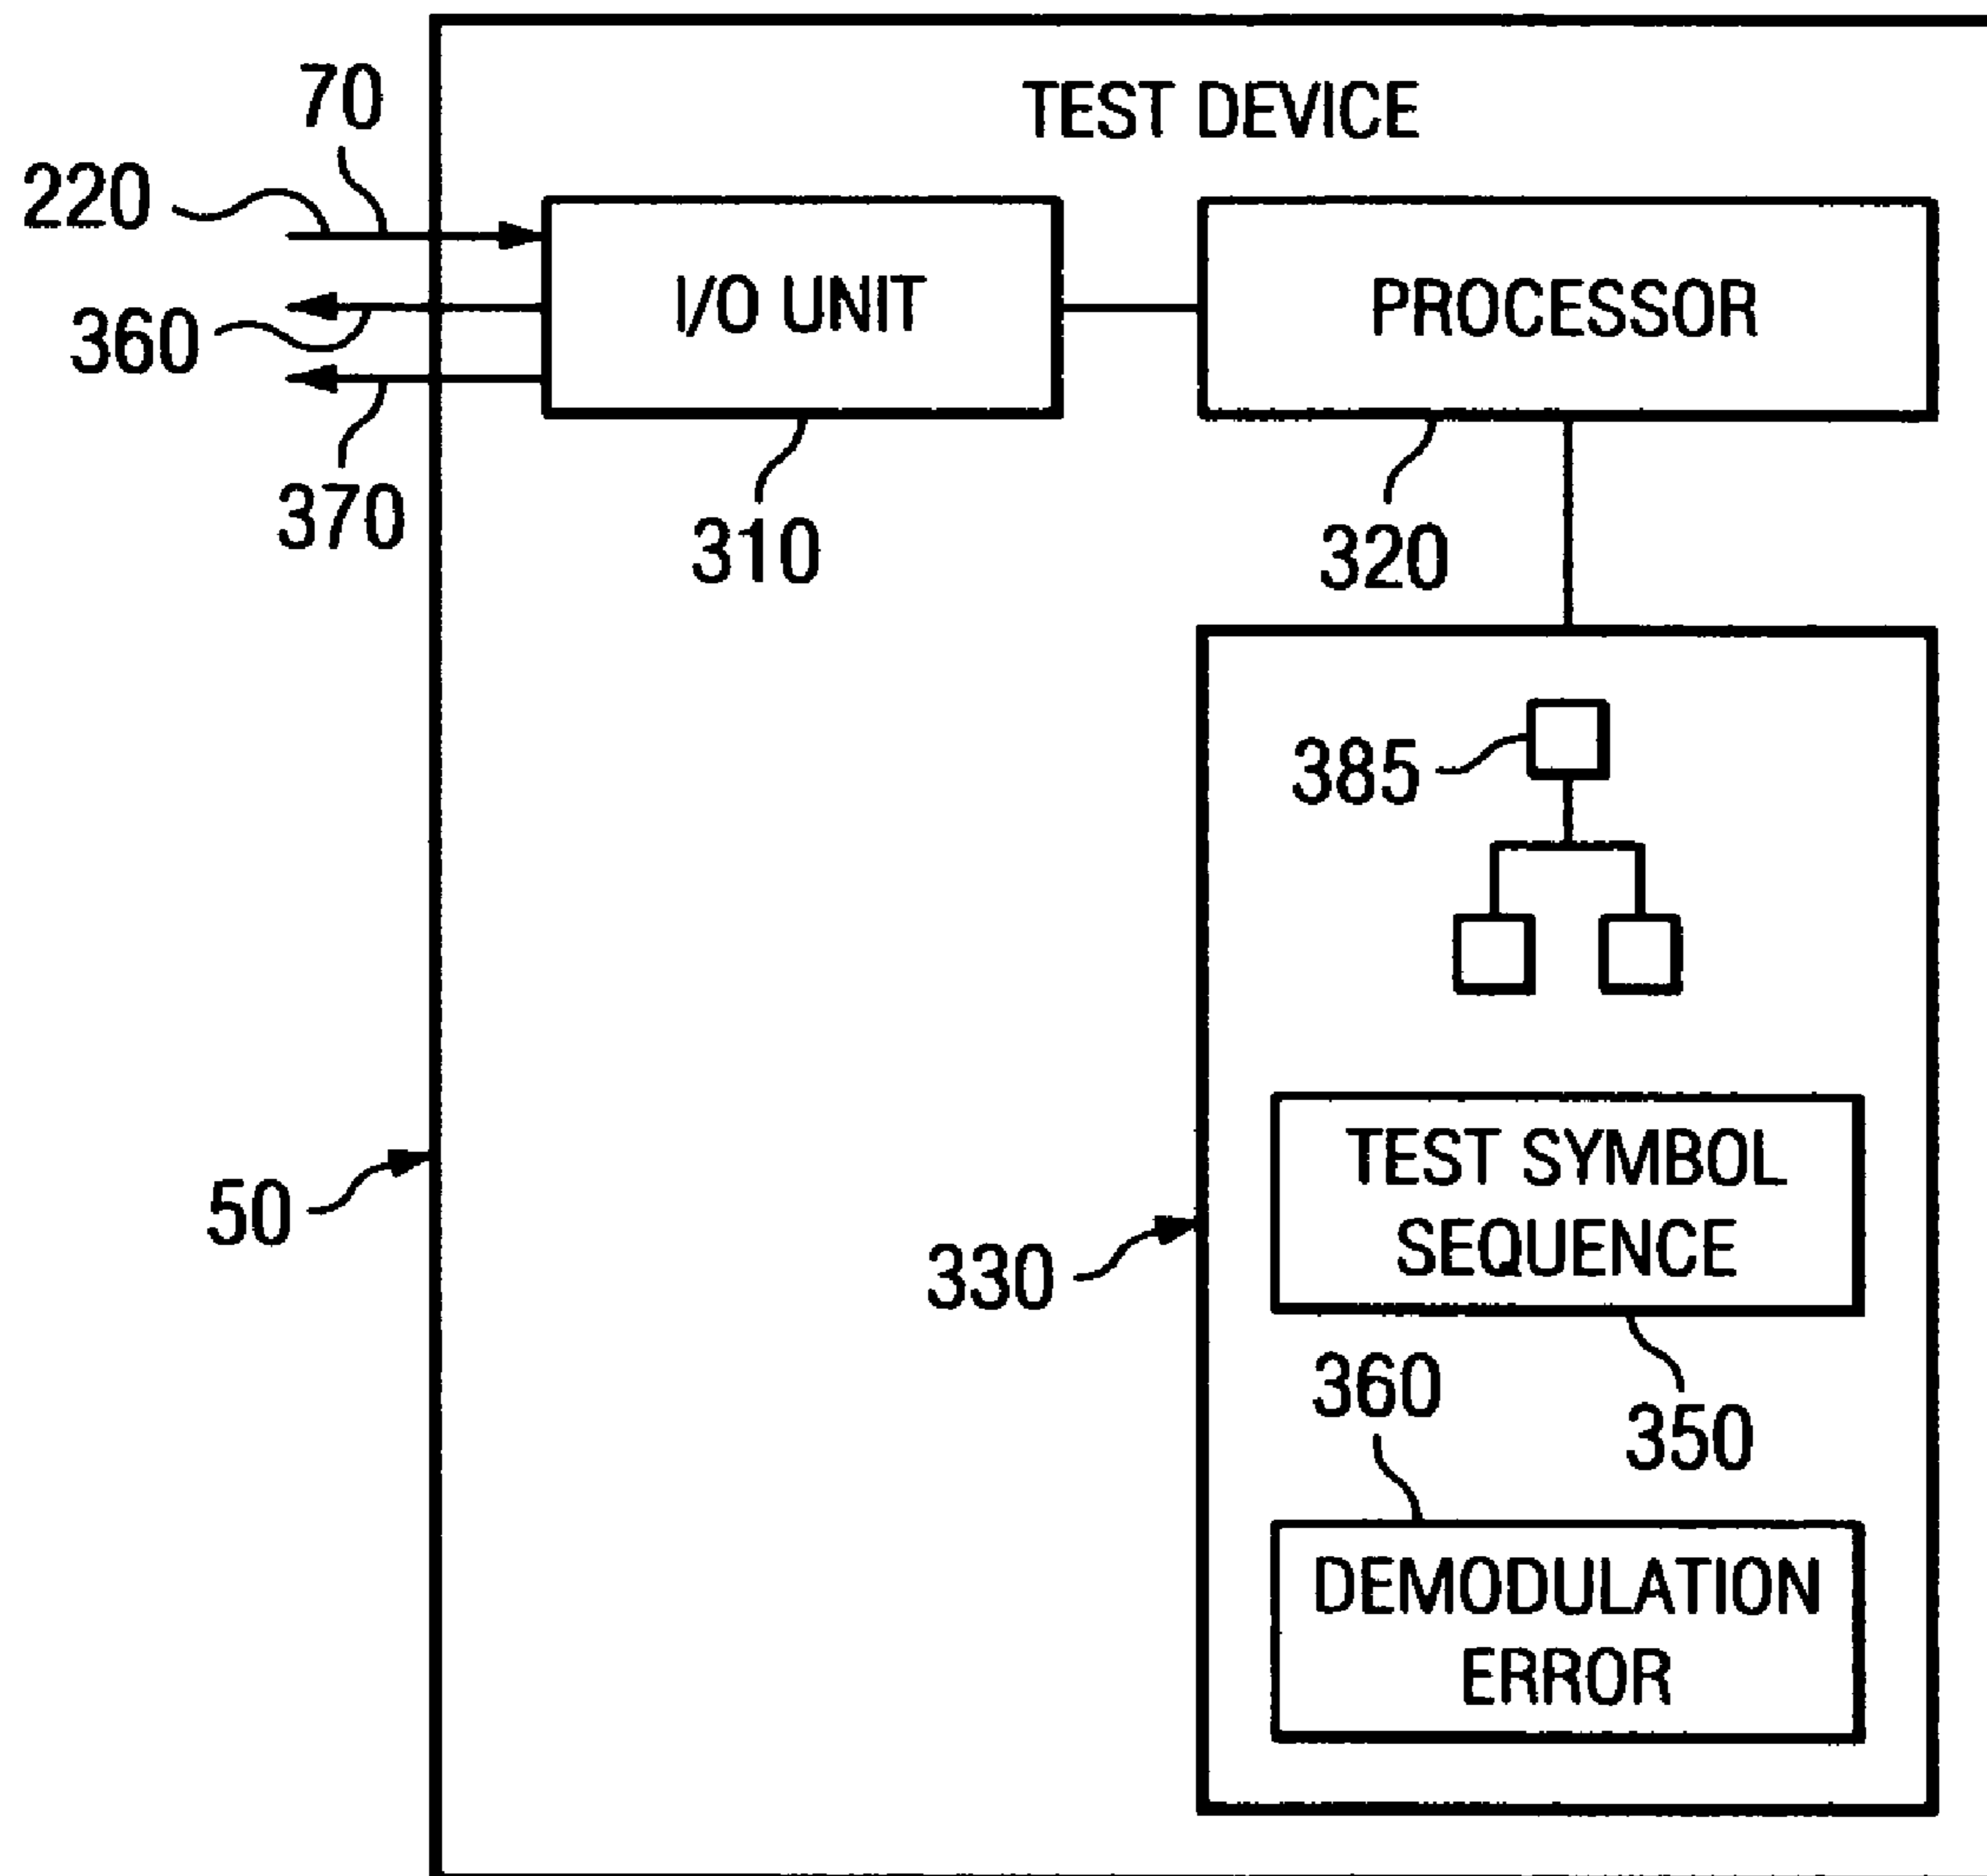 TEST DEVICE
70
220
360
370
I/O UNIT
310
PROCESSOR
320
385
50
330
TEST SYMBOL
SEQUENCE
350
360
DEMODULATION
ERROR